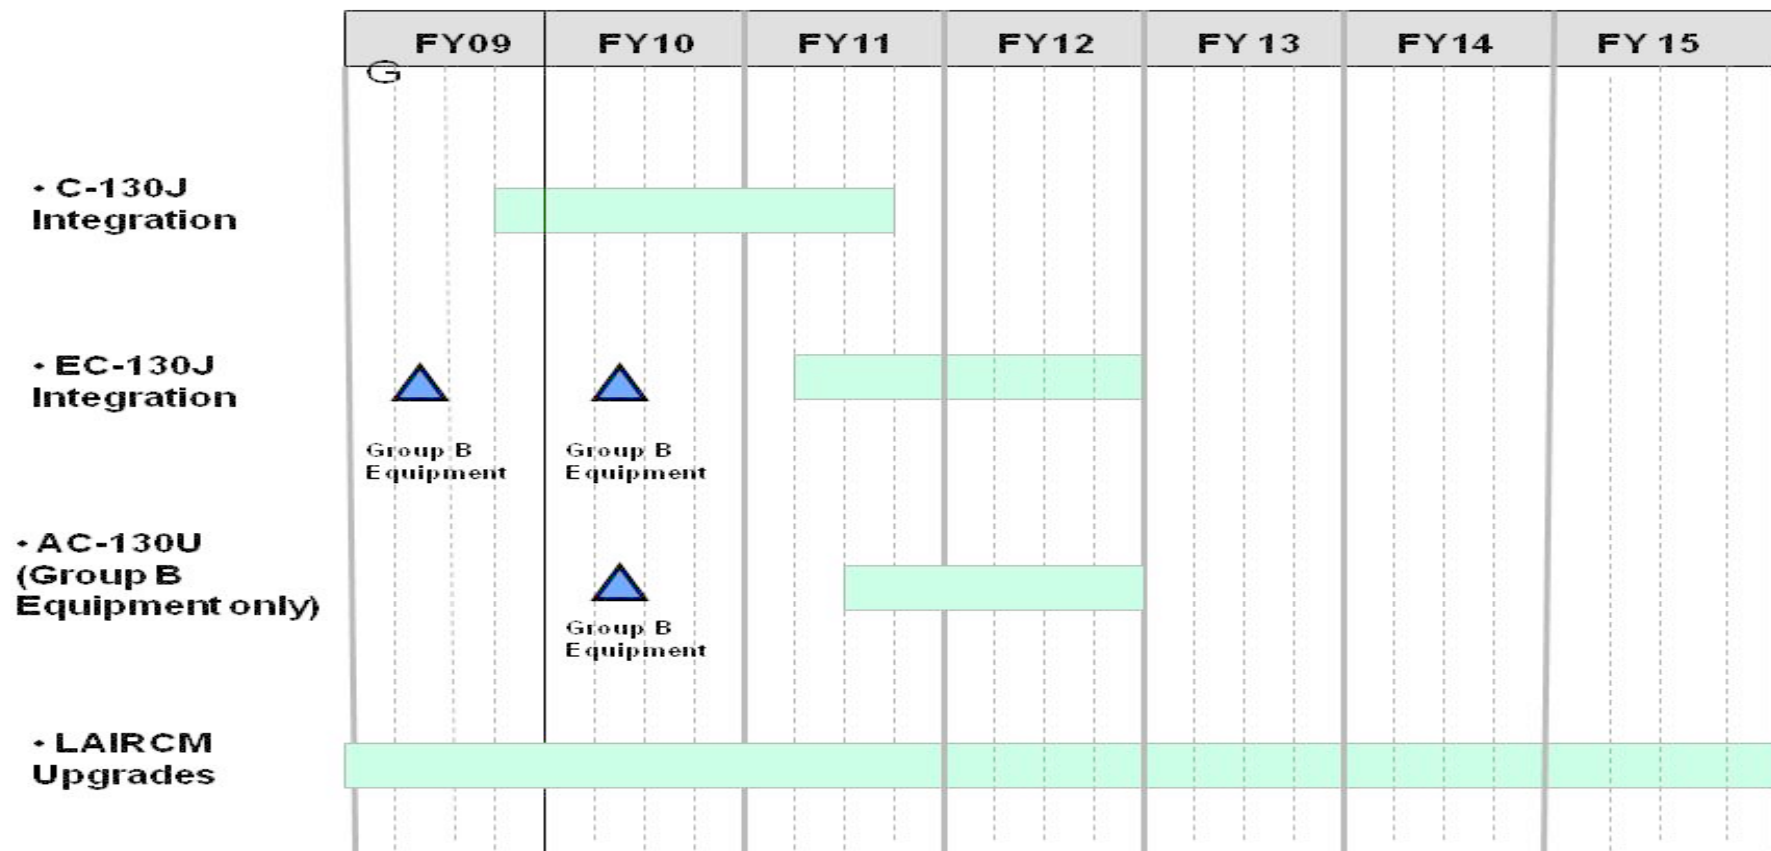 FY09 FY10 FY11 FY12 FY 13 FY14 FY 15
G
• C-130J
Integration
• EC-130J
Integration
Group B
Equipment
Group B
Equipment
• AC-130U
(Group B
Equipment only)
Group B
Equipment
• LAIRCM
Upgrades